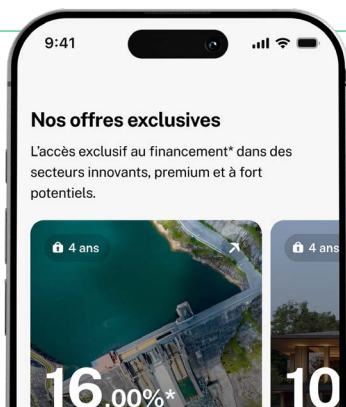 9:41
Nos offres exclusives
L'accès exclusif au financement* dans des
secteurs innovants, premium et à fort
potentiels.
4 ans
4 ans
16,00%*
10